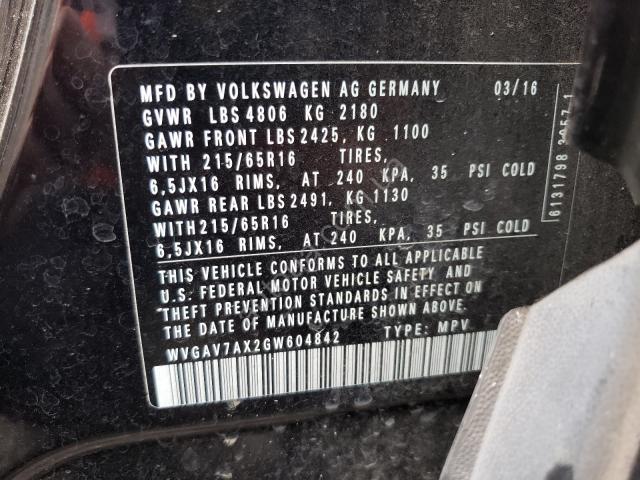 MFD BY VOLKSWAGEN AG GERMANY 03/16
GVWR LBS 4806 KG 2180
GAWR FRONT LBS 2425, KG 1100
WITH 215/65R16 TIRES,
6,5JX16 RIMS, AT 240 KPA, 35 PSI COLD
GAWR REAR LBS 2491, KG 1130
WITH215/65R16 TIRES,
6,5JX16 RIMS, AT 240 KPA, 35 PSI COLD
THIS VEHICLE CONFORMS TO ALL APPLICABLE
U.S. FEDERAL MOTOR VEHICLE SAFETY AND
THEFT PREVENTION STANDARDS IN EFFECT ON
THE DATE OF MANUFACTURE SHOWN ABOVE.
WVGAV7AX2GW604842 TYPE: MPV
6131798